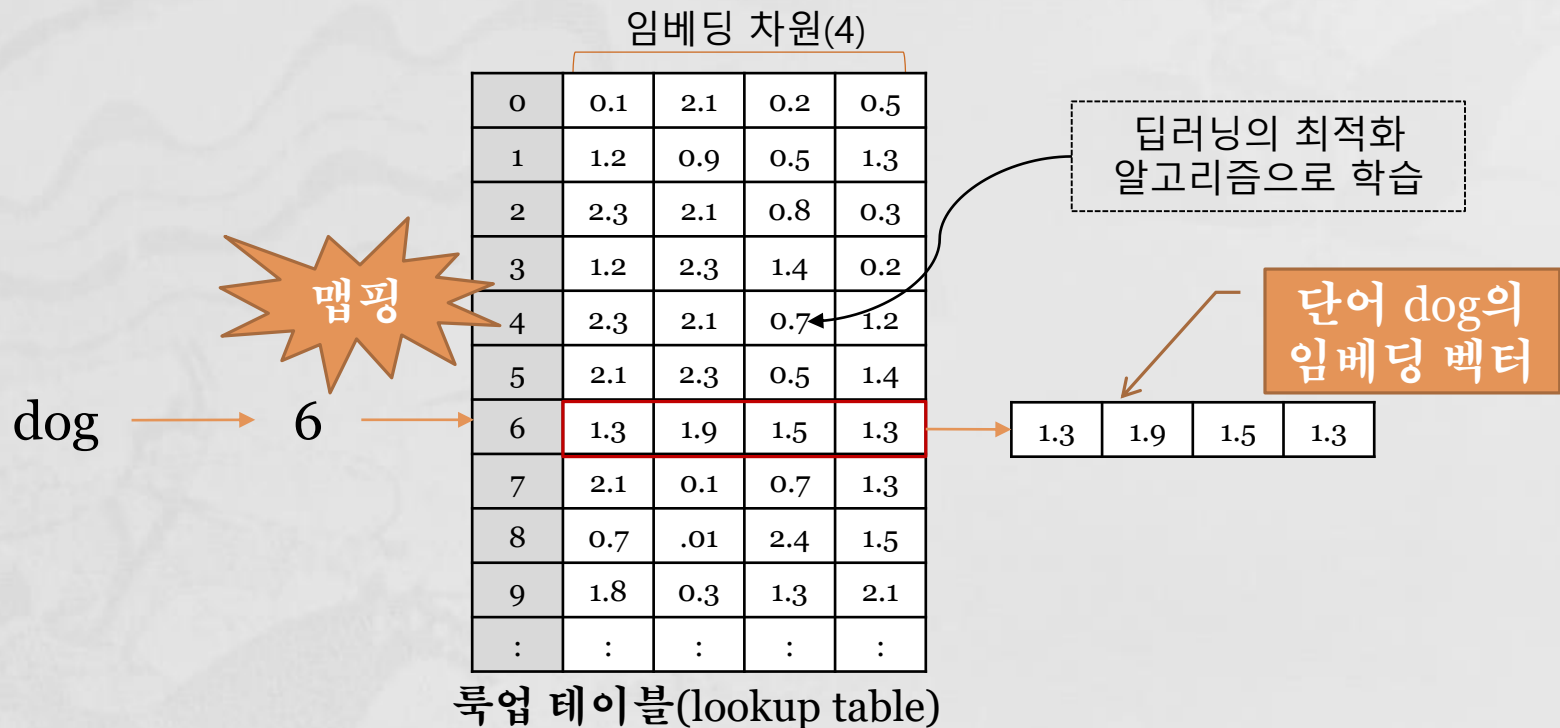 임베딩 차원(4)
0 0.1 2.1 0.2 0.5
1 1.2 0.9 0.5 1.3
2 2.3 2.1 0.8 0.3
3 1.2 2.3 1.4 0.2
4 2.3 2.1 0.7 1.2
5 2.1 2.3 0.5 1.4
6 1.3 1.9 1.5 1.3
7 2.1 0.1 0.7 1.3
8 0.7 .01 2.4 1.5
9 1.8 0.3 1.3 2.1
: : : : :
룩업 테이블(lookup table)
dog
6
맵핑
딥러닝의 최적화
알고리즘으로 학습
단어 dog의
임베딩 벡터
1.3 1.9 1.5 1.3